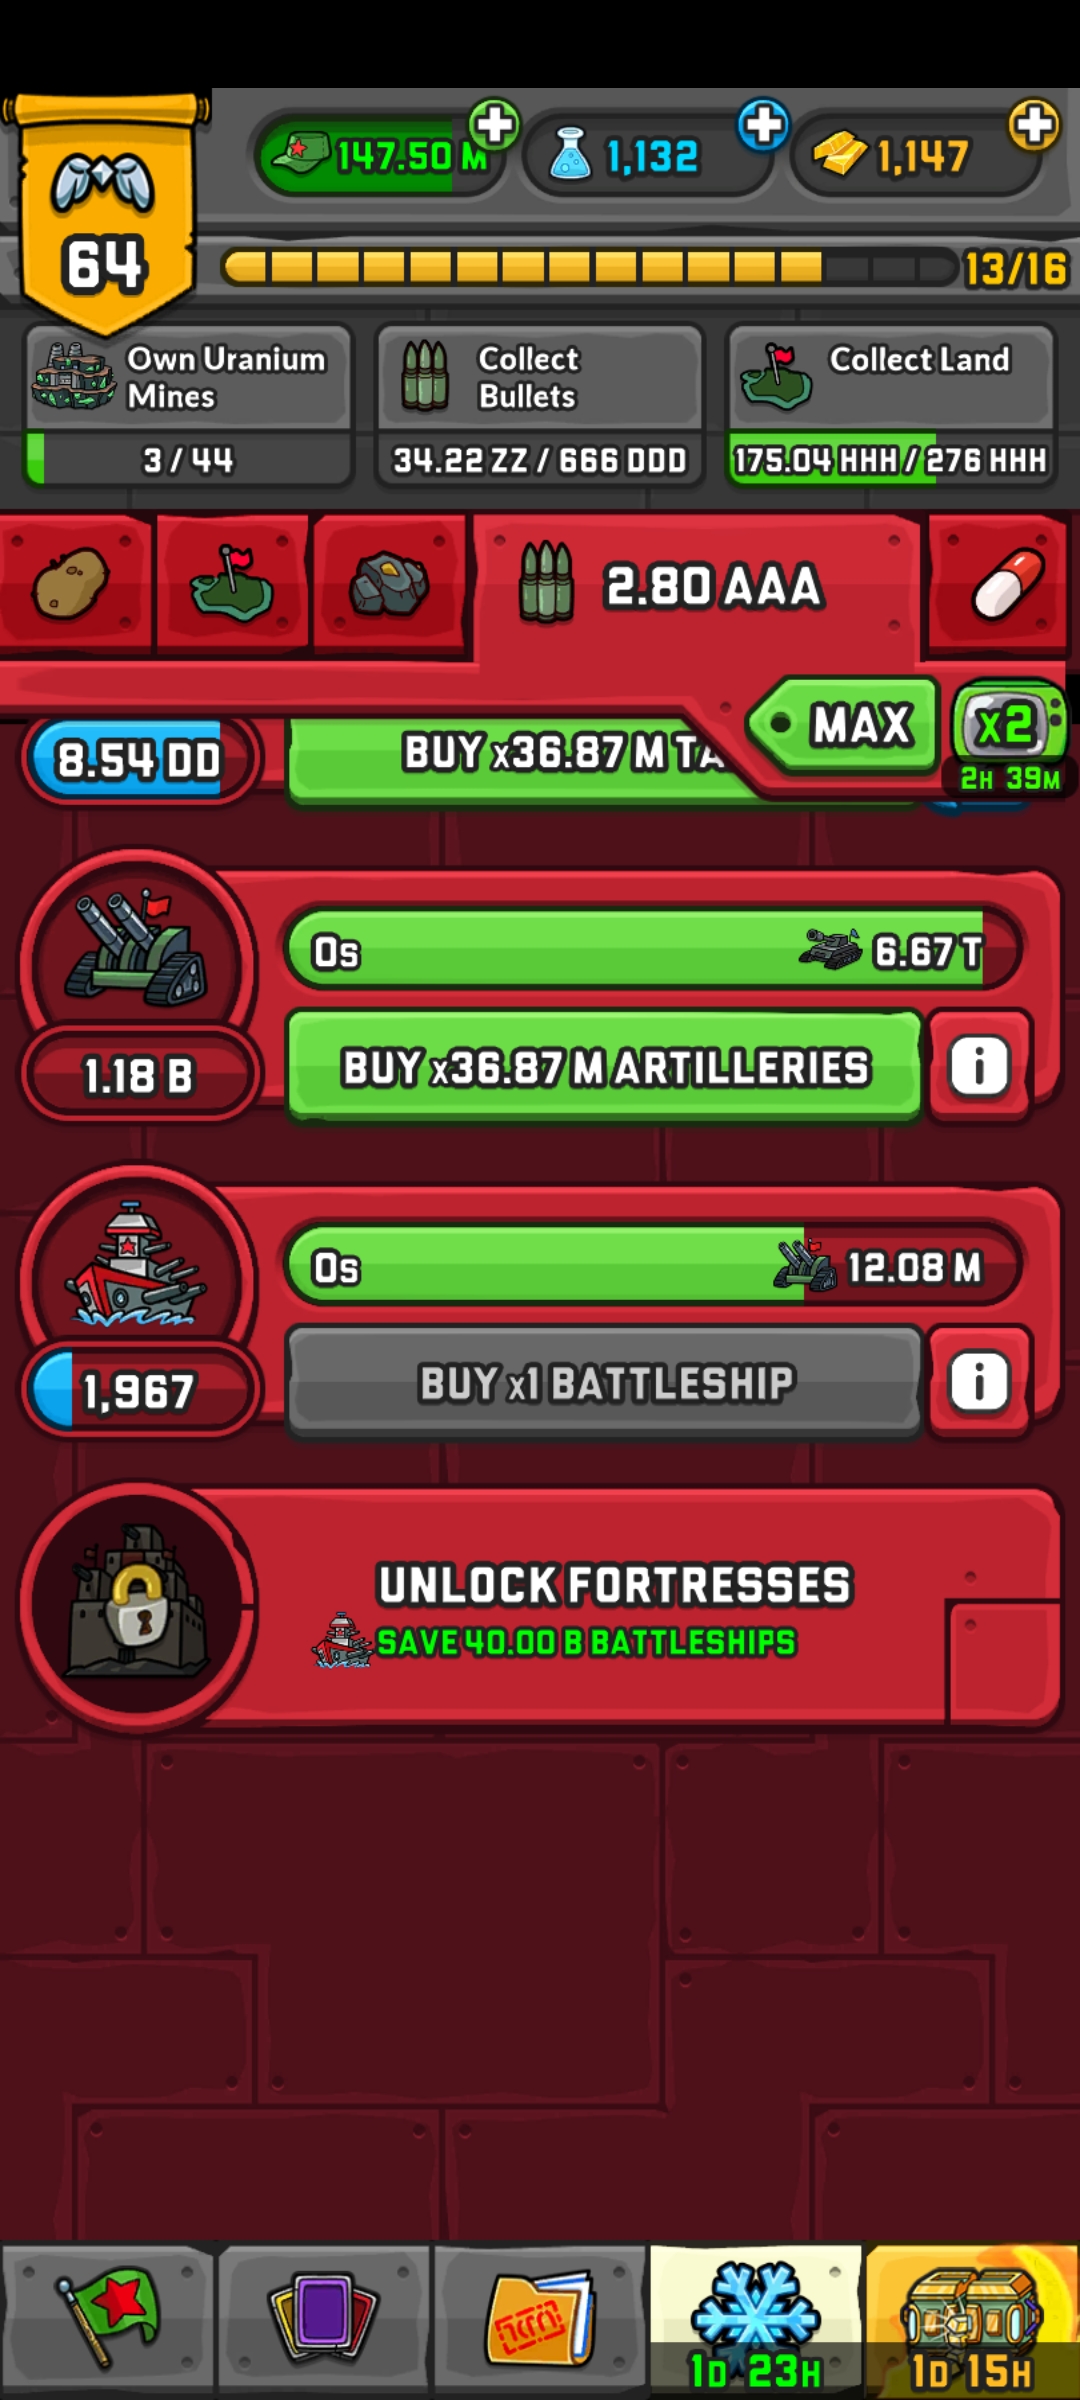 147.50 M
1,132
1,147
64
13/16
Own Uranium
Mines
3 / 44
Collect
Bullets
34.22 ZZ / 666 DDD
Collect Land
175.04 HHH / 276 HHH
2.80 AAA
MAX
x2
2H 39M
8.54 DD
BUY x36.87 M TA
0s
6.67 T
1.18 B
BUY x36.87 M ARTILLERIES
i
0s
12.08 M
1,967
BUY x1 BATTLESHIP
i
UNLOCK FORTRESSES
SAVE 40.00 B BATTLESHIPS
1D 23H
1D 15H